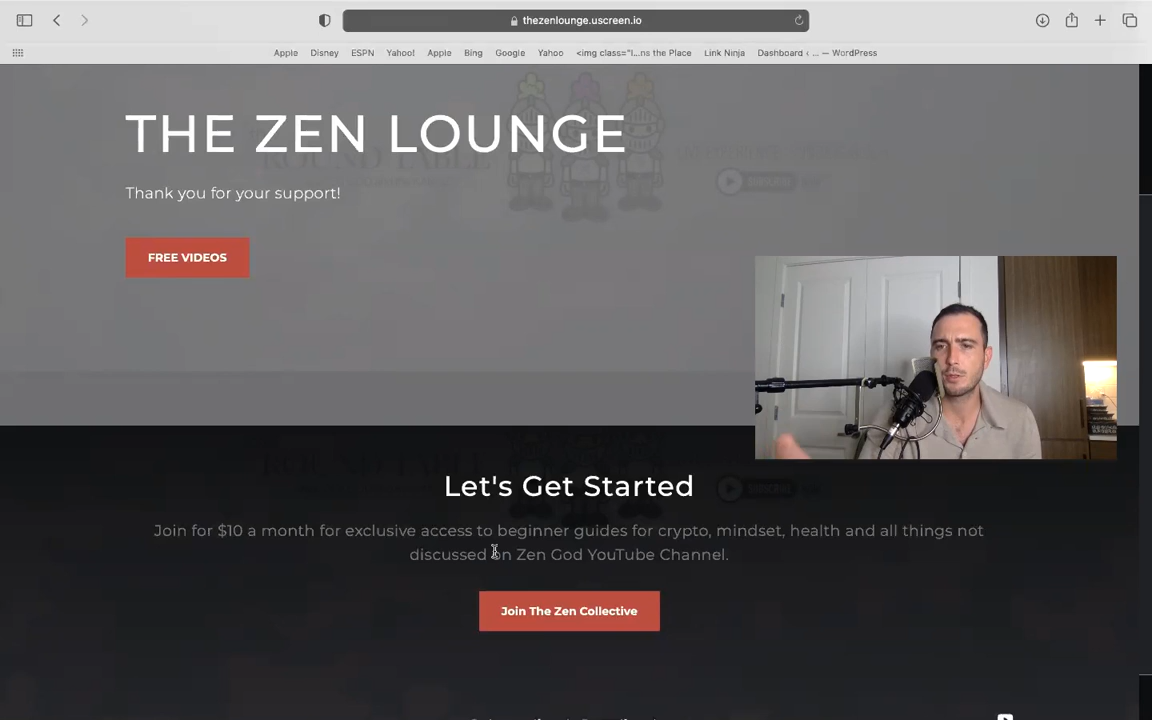 thezenlounge.uscreen.io
Apple Disney ESPN Yahoo! Apple Bing Google Yahoo <img class="l...ns the Place Link Ninja Dashboard ‹ ... — WordPress
THE ZEN LOUNGE
ROUND TABLE
Thank you for your support!
FREE VIDEOS
Let's Get Started
Join for $10 a month for exclusive access to beginner guides for crypto, mindset, health and all things not
discussed on Zen God YouTube Channel.
Join The Zen Collective